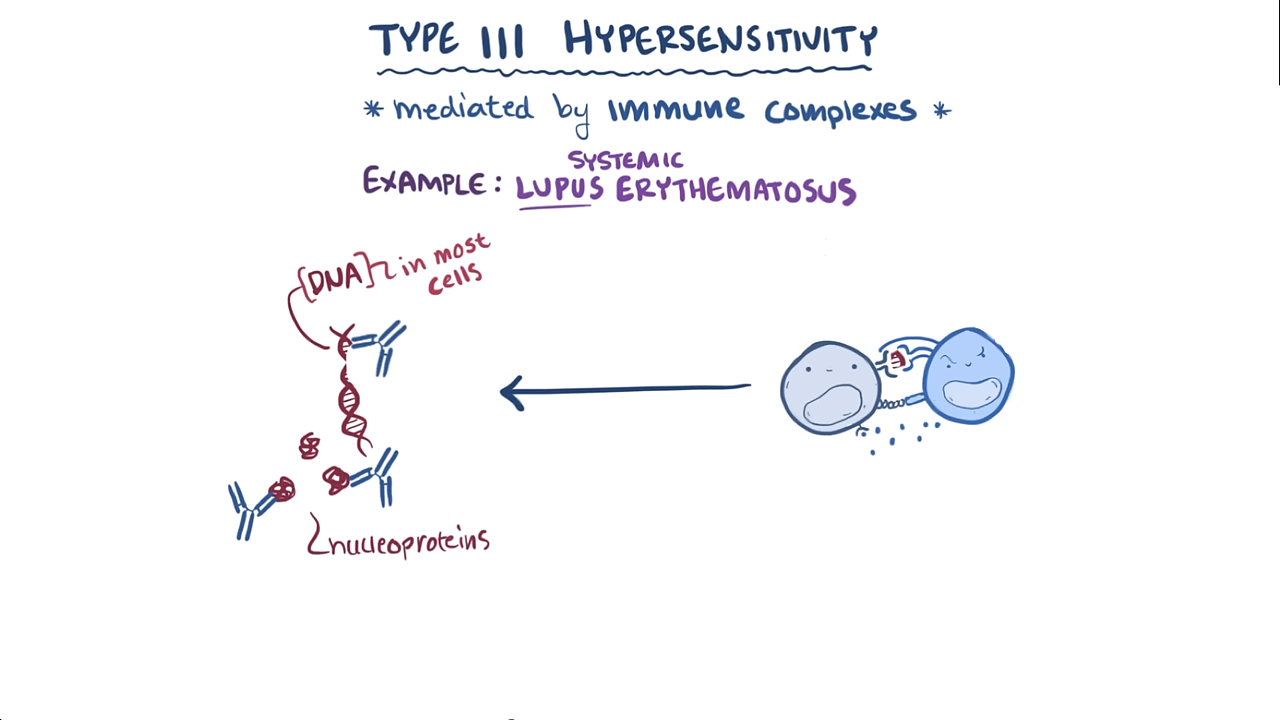 TYPE III HYPERSENSITIVITY
* mediated by Immune complexes *
SYSTEMIC
EXAMPLE: LUPUS ERYTHEMATOSUS
{DNA} in most
cells
nucleoproteins